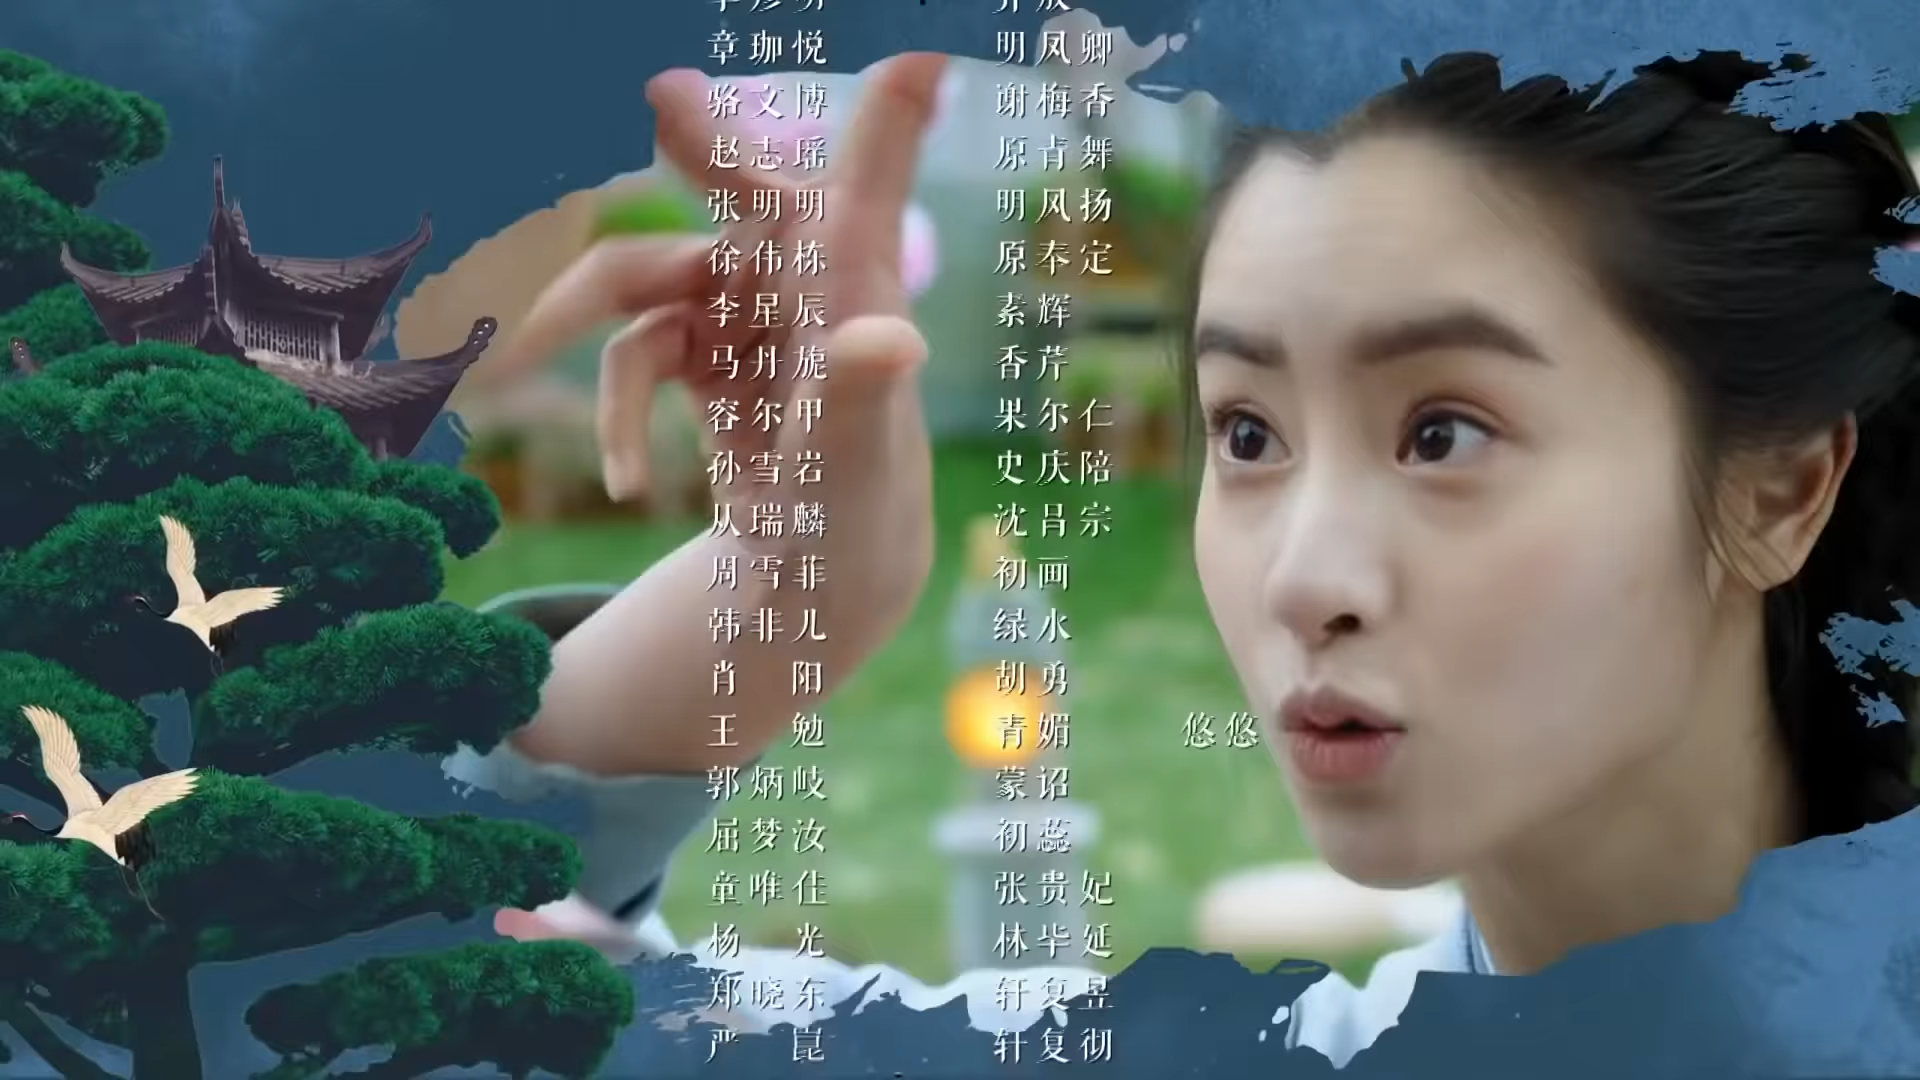 章珈悦 明凤卿
骆文博 谢梅香
赵志瑶 原青舞
张明明 明凤扬
徐伟栋 原奉定
李星辰 素辉
马丹旎 香芹
容尔甲 果尔仁
孙雪岩 史庆陪
从瑞麟 沈吕宗
周雪菲 初画
韩非儿 绿水
肖阳 胡勇
王勉 青媚 悠悠
郭炳岐 蒙诏
屈梦汝 初蕊
童唯佳 张贵妃
杨光 林毕延
郑晓东 轩复昱
严崑 轩复彻